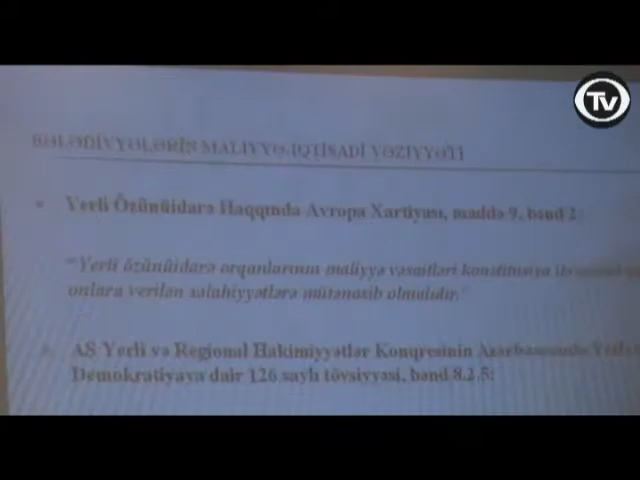 Tv
BƏLƏDİYYƏLƏRİN MALİYYƏ-İQTİSADİ VƏZİYYƏTİ
• Yerli Özünüidarə Haqqında Avropa Xartiyası, maddə 9, bənd 2:
"Yerli özünüidarə orqanlarının maliyyə vəsaitləri konstitusiya ilə
onlara verilən səlahiyyətlərə mütənasib olmalıdır."
• AŞ Yerli və Regional Hakimiyyətlər Konqresinin Azərbaycanda
Demokratiyaya dair 126 saylı tövsiyyəsi, bənd 8.2.5: